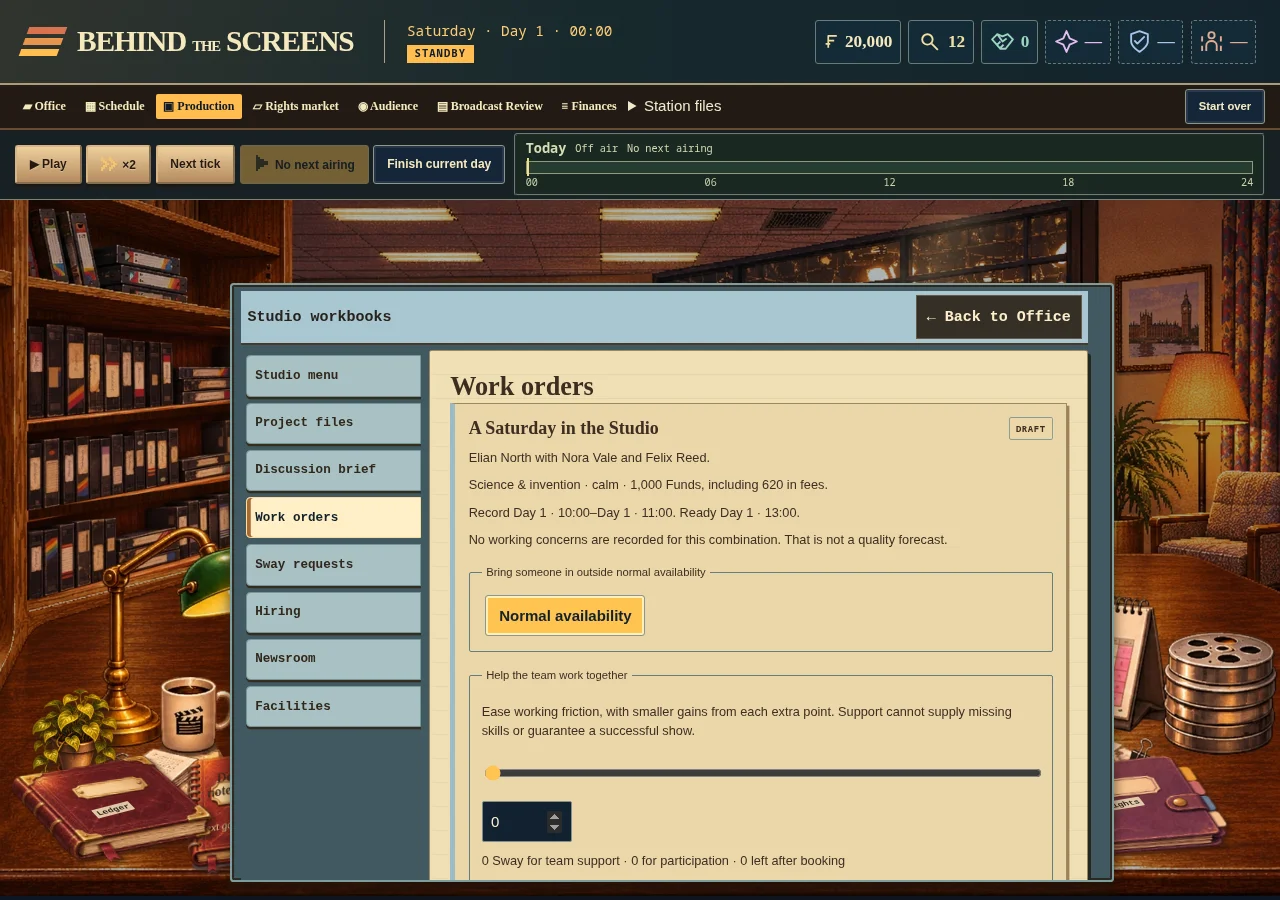 BEHIND THE SCREENS
Saturday · Day 1 · 00:00
STANDBY
20,000
12
0
—
—
—
Office
Schedule
Production
Rights market
Audience
Broadcast Review
Finances
Station files
Start over
Play
×2
Next tick
No next airing
Finish current day
Today Off air No next airing
00 06 12 18 24
Studio workbooks
← Back to Office
Studio menu
Project files
Discussion brief
Work orders
Sway requests
Hiring
Newsroom
Facilities
Work orders
A Saturday in the Studio
DRAFT
Elian North with Nora Vale and Felix Reed.
Science & invention · calm · 1,000 Funds, including 620 in fees.
Record Day 1 · 10:00–Day 1 · 11:00. Ready Day 1 · 13:00.
No working concerns are recorded for this combination. That is not a quality forecast.
Bring someone in outside normal availability
Normal availability
Help the team work together
Ease working friction, with smaller gains from each extra point. Support cannot supply missing
skills or guarantee a successful show.
0
0 Sway for team support · 0 for participation · 0 left after booking
Ledger